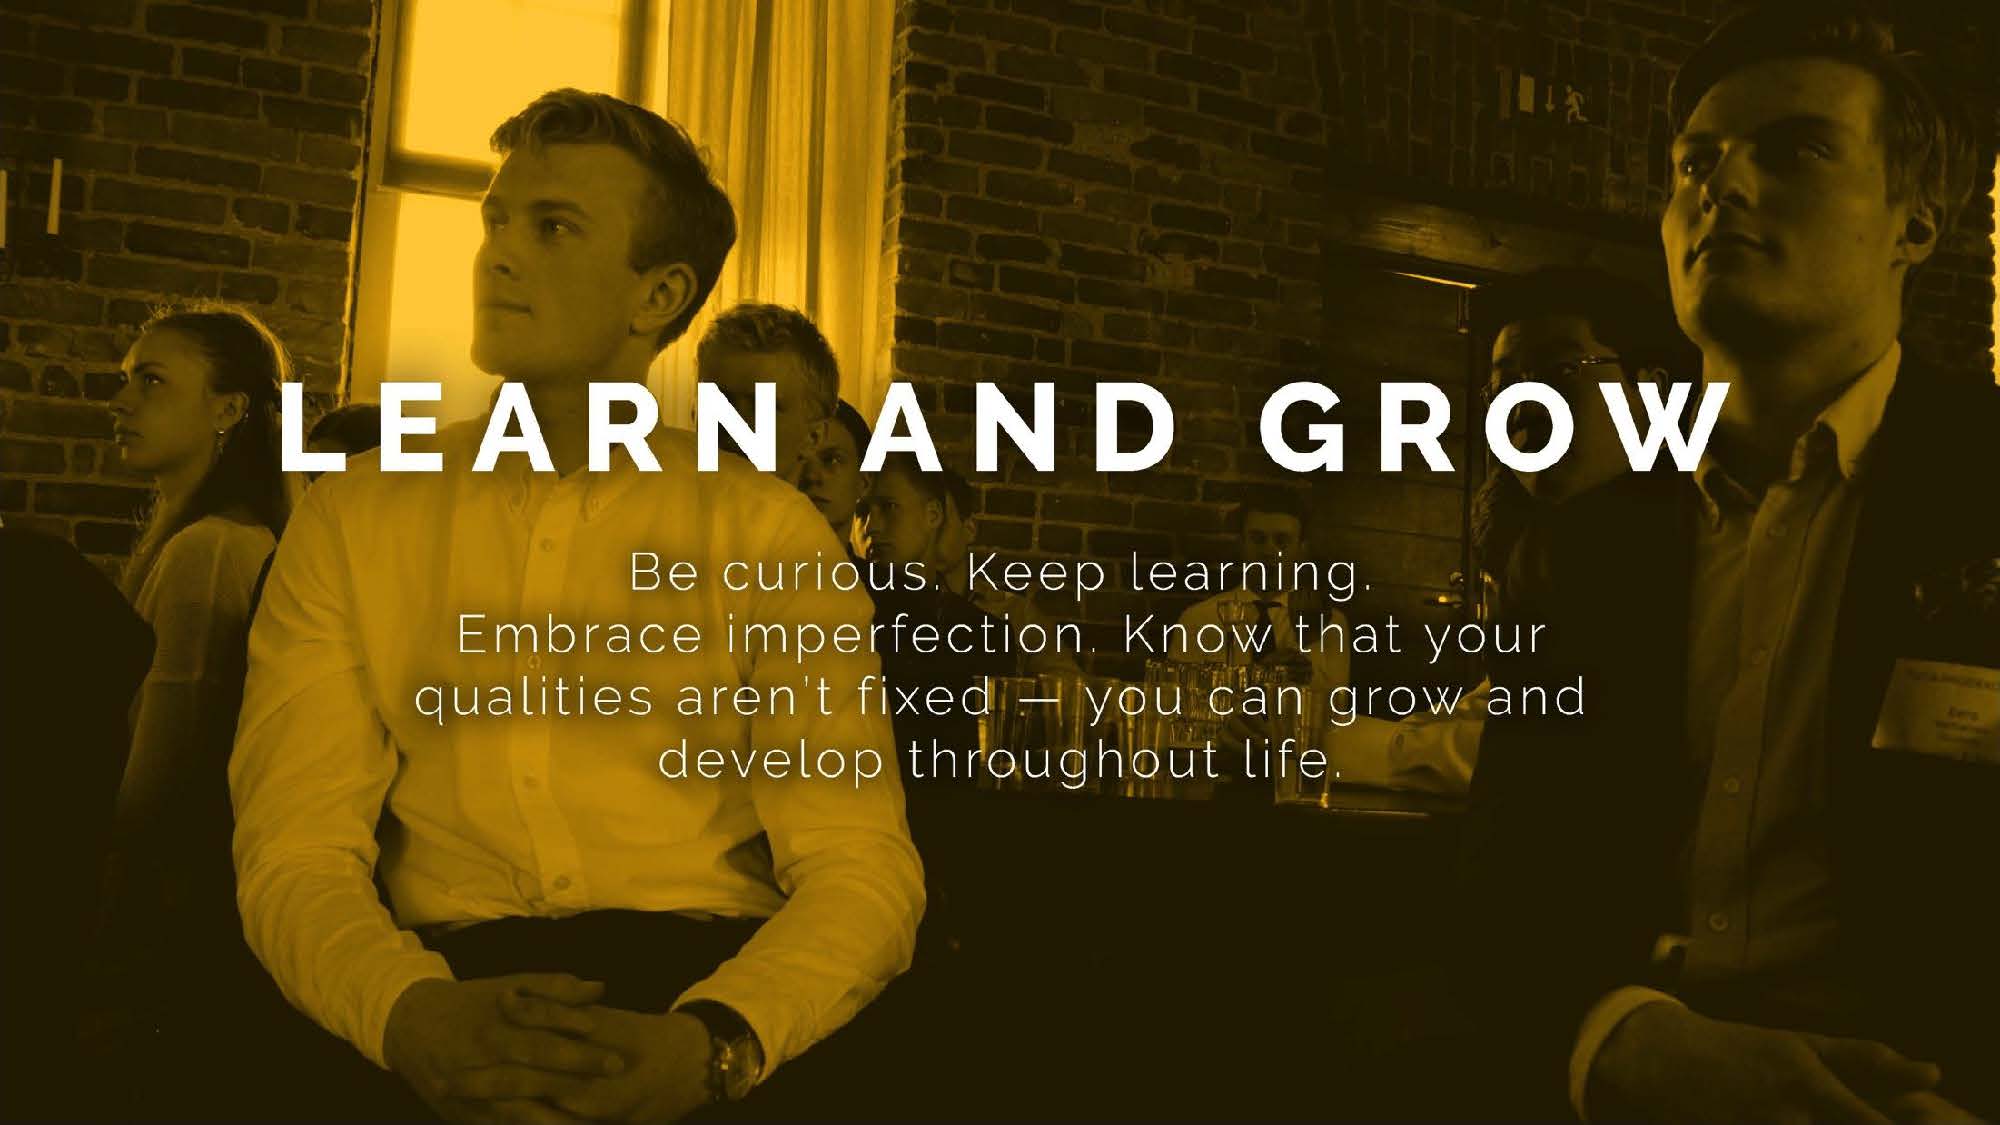 LEARN AND GROW
Be curious. Keep learning.
Embrace imperfection. Know that your
qualities aren't fixed — you can grow and
develop throughout life.